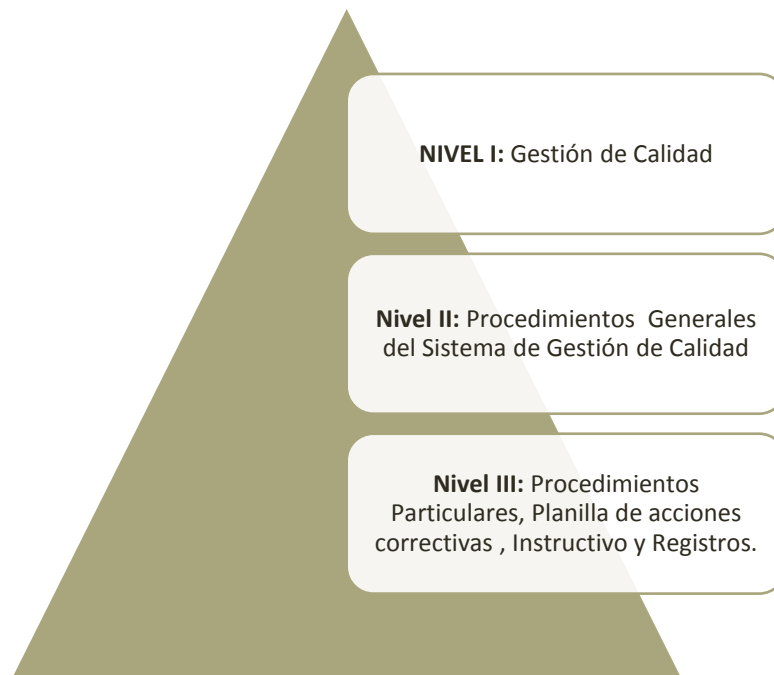 NIVEL I: Gestión de Calidad
Nivel II: Procedimientos  Generales
del Sistema de Gestión de Calidad
Nivel III: Procedimientos
Particulares, Planilla de acciones
correctivas , Instructivo y Registros.